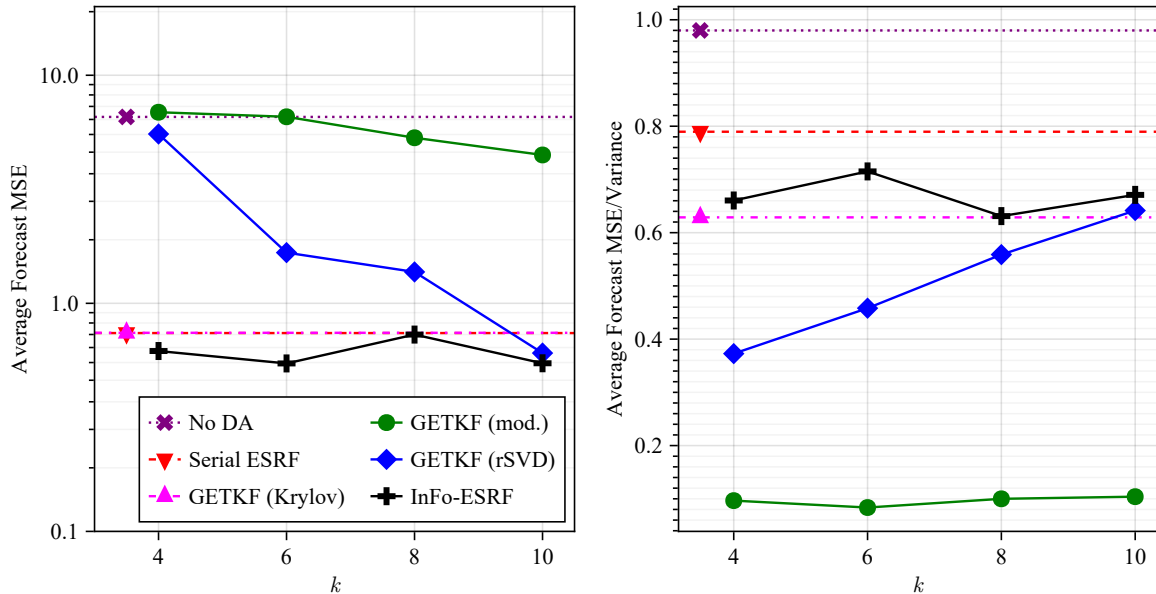 Average Forecast MSE
10.0
1.0
0.1
4
6
8
10
k
No DA
Serial ESRF
GETKF (Krylov)
GETKF (mod.)
GETKF (rSVD)
InFo-ESRF
Average Forecast MSE/Variance
1.0
0.8
0.6
0.4
0.2
4
6
8
10
k